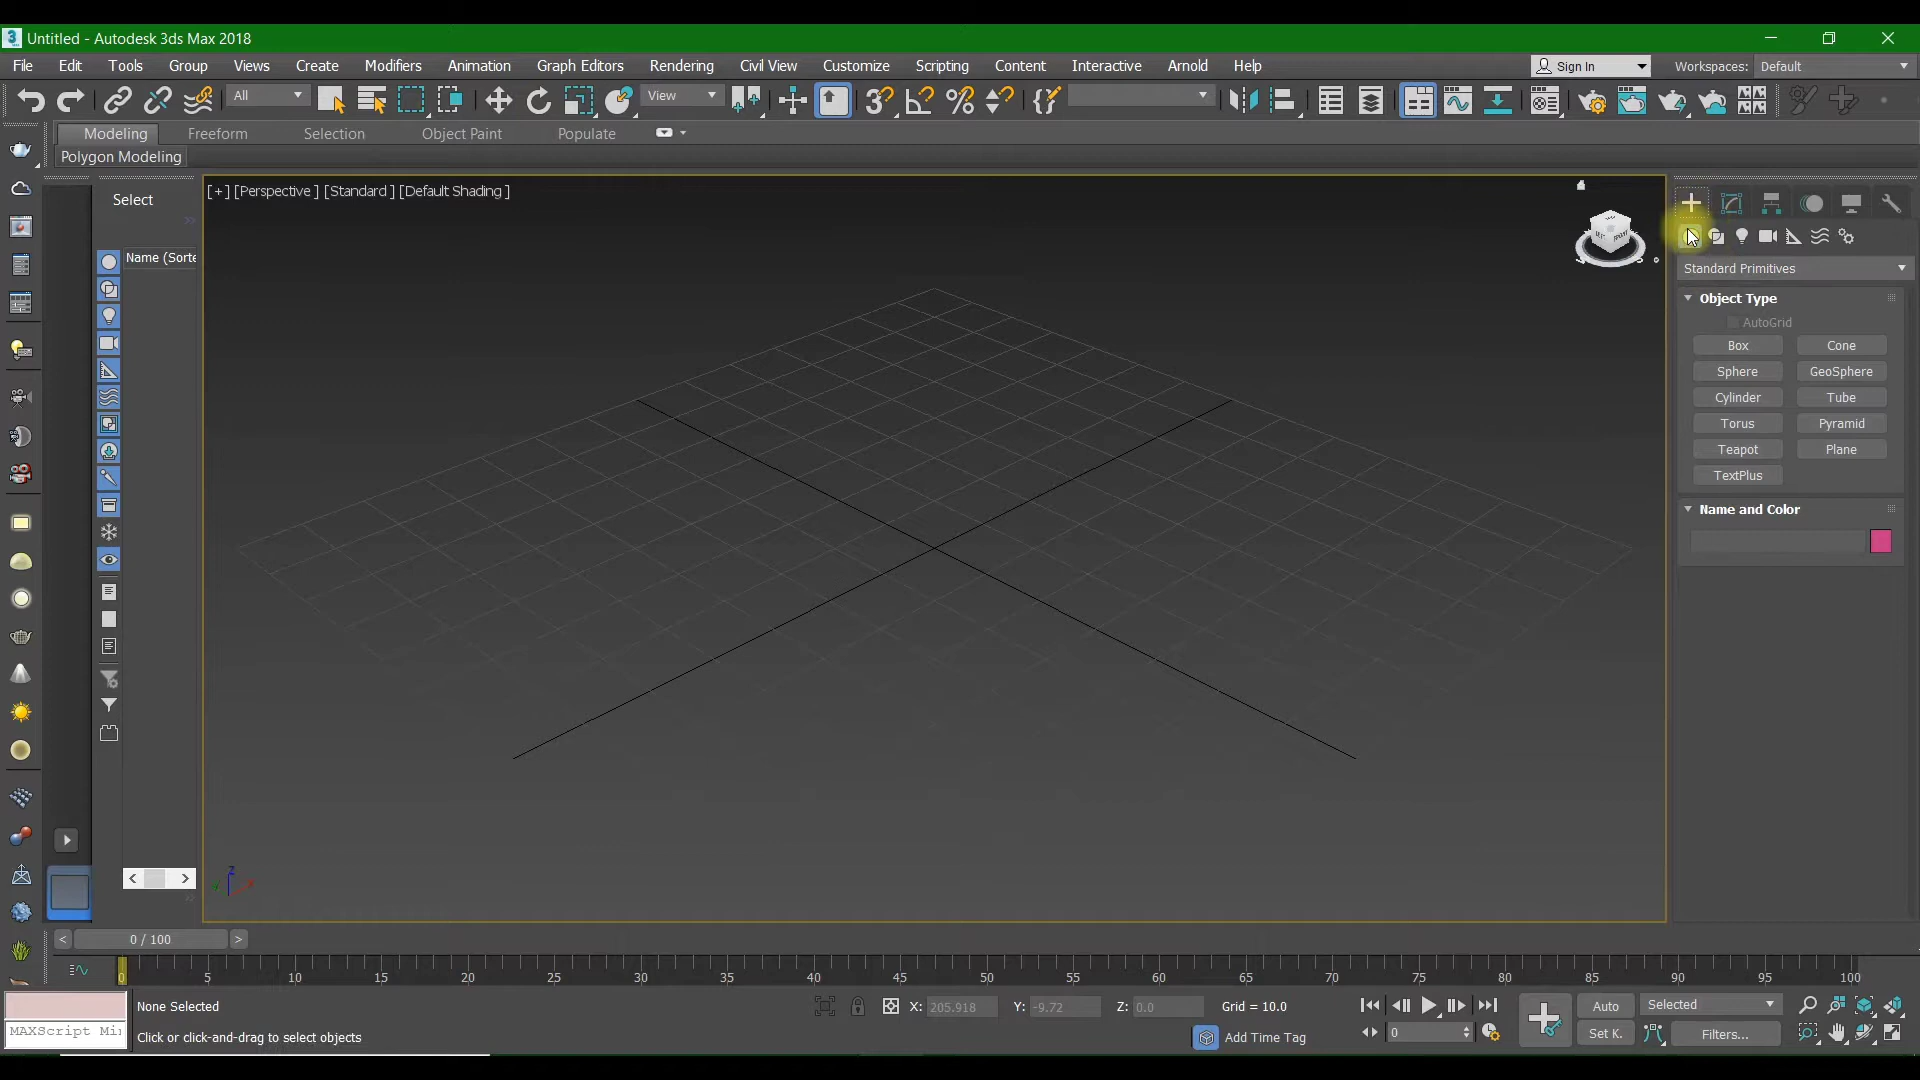 Untitled - Autodesk 3ds Max 2018
File Edit Tools Group Views Create Modifiers Animation Graph Editors Rendering Civil View Customize Scripting Content Interactive Arnold Help Sign In Workspaces: Default
All View
Modeling Freeform Selection Object Paint Populate
Polygon Modeling
Select
[+] [Perspective ] [Standard ] [Default Shading ]
Name (Sorte
Standard Primitives
Object Type
AutoGrid
Box Cone
Sphere GeoSphere
Cylinder Tube
Torus Pyramid
Teapot Plane
TextPlus
Name and Color
z
x
y
0 / 100
0 5 10 15 20 25 30 35 40 45 50 55 60 65 70 75 80 85 90 95 100
None Selected X: 205.918 Y: -9.72 Z: 0.0 Grid = 10.0 Auto Selected
MAXScript Mi Click or click-and-drag to select objects Add Time Tag 0 Set K. Filters...